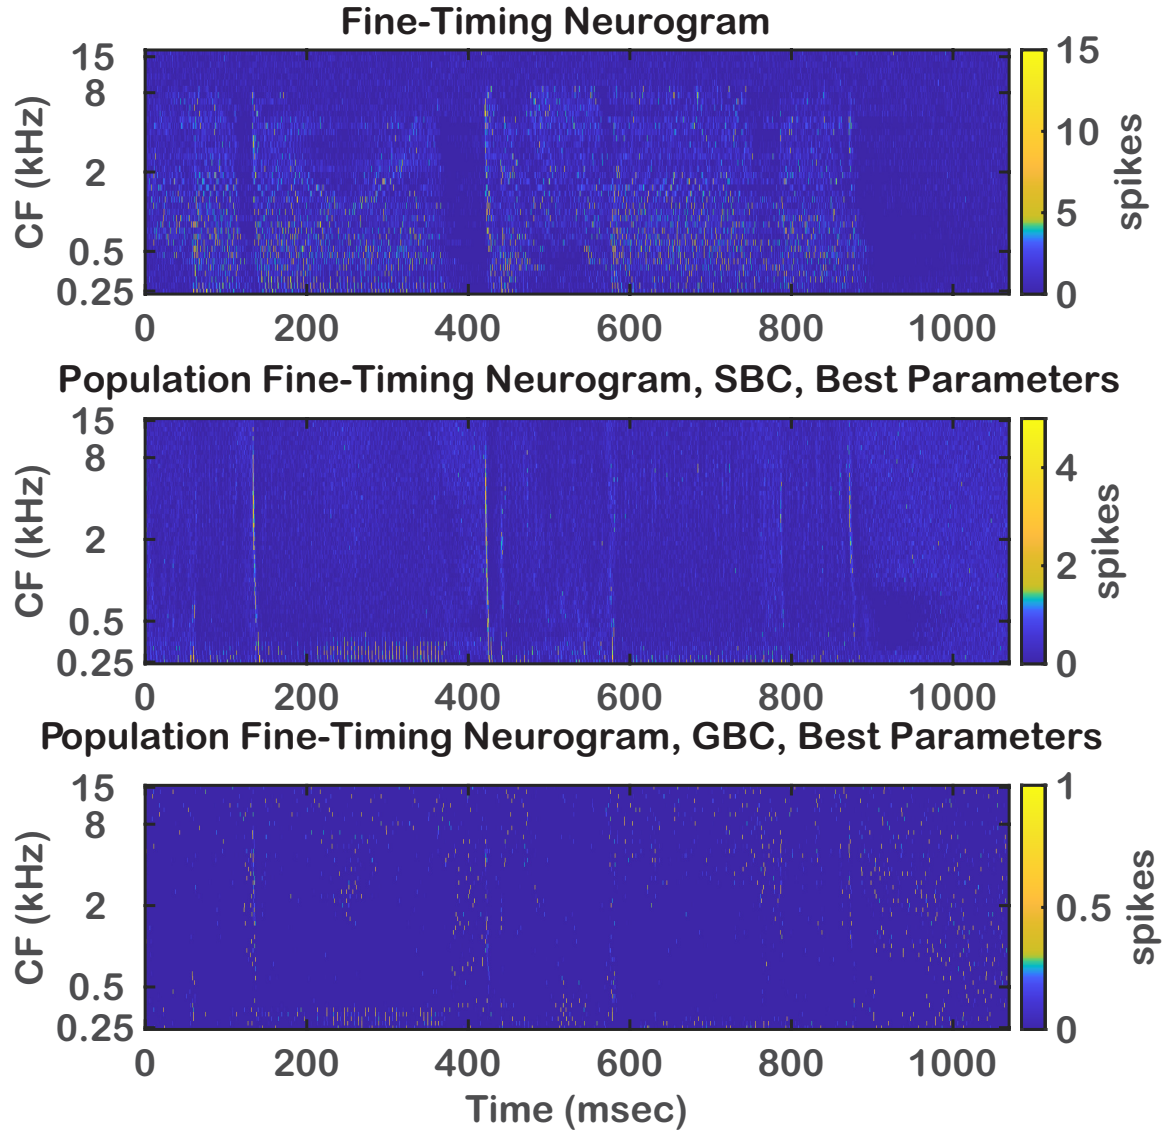 Fine-Timing Neurogram
15
8
2
0.5
0.25
CF (kHz)
0 200 400 600 800 1000
15
10
5
0
spikes
Population Fine-Timing Neurogram, SBC, Best Parameters
15
8
2
0.5
0.25
CF (kHz)
0 200 400 600 800 1000
4
2
0
spikes
Population Fine-Timing Neurogram, GBC, Best Parameters
15
8
2
0.5
0.25
CF (kHz)
0 200 400 600 800 1000
1
0.5
0
spikes
Time (msec)